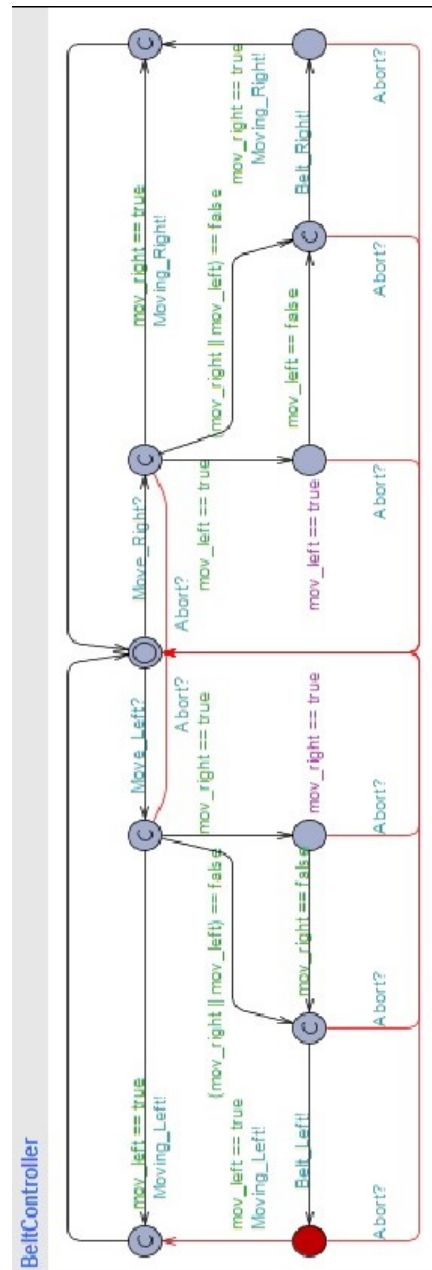 BeltController
mov_left == true
Moving_Left!
Move_Left?
Move_Right?
mov_right == true
Moving_Right!
C
C
C
C
Abort?
Abort?
mov_right == true
mov_left == true
(mov_right || mov_left) == false
(mov_right || mov_left) == false
mov_left == true
Moving_Left!
mov_right == true
Moving_Right!
Belt_Left!
mov_right == false
mov_left == false
Belt_Right!
C
C
mov_right == true
mov_left == true
Abort?
Abort?
Abort?
Abort?
Abort?
Abort?